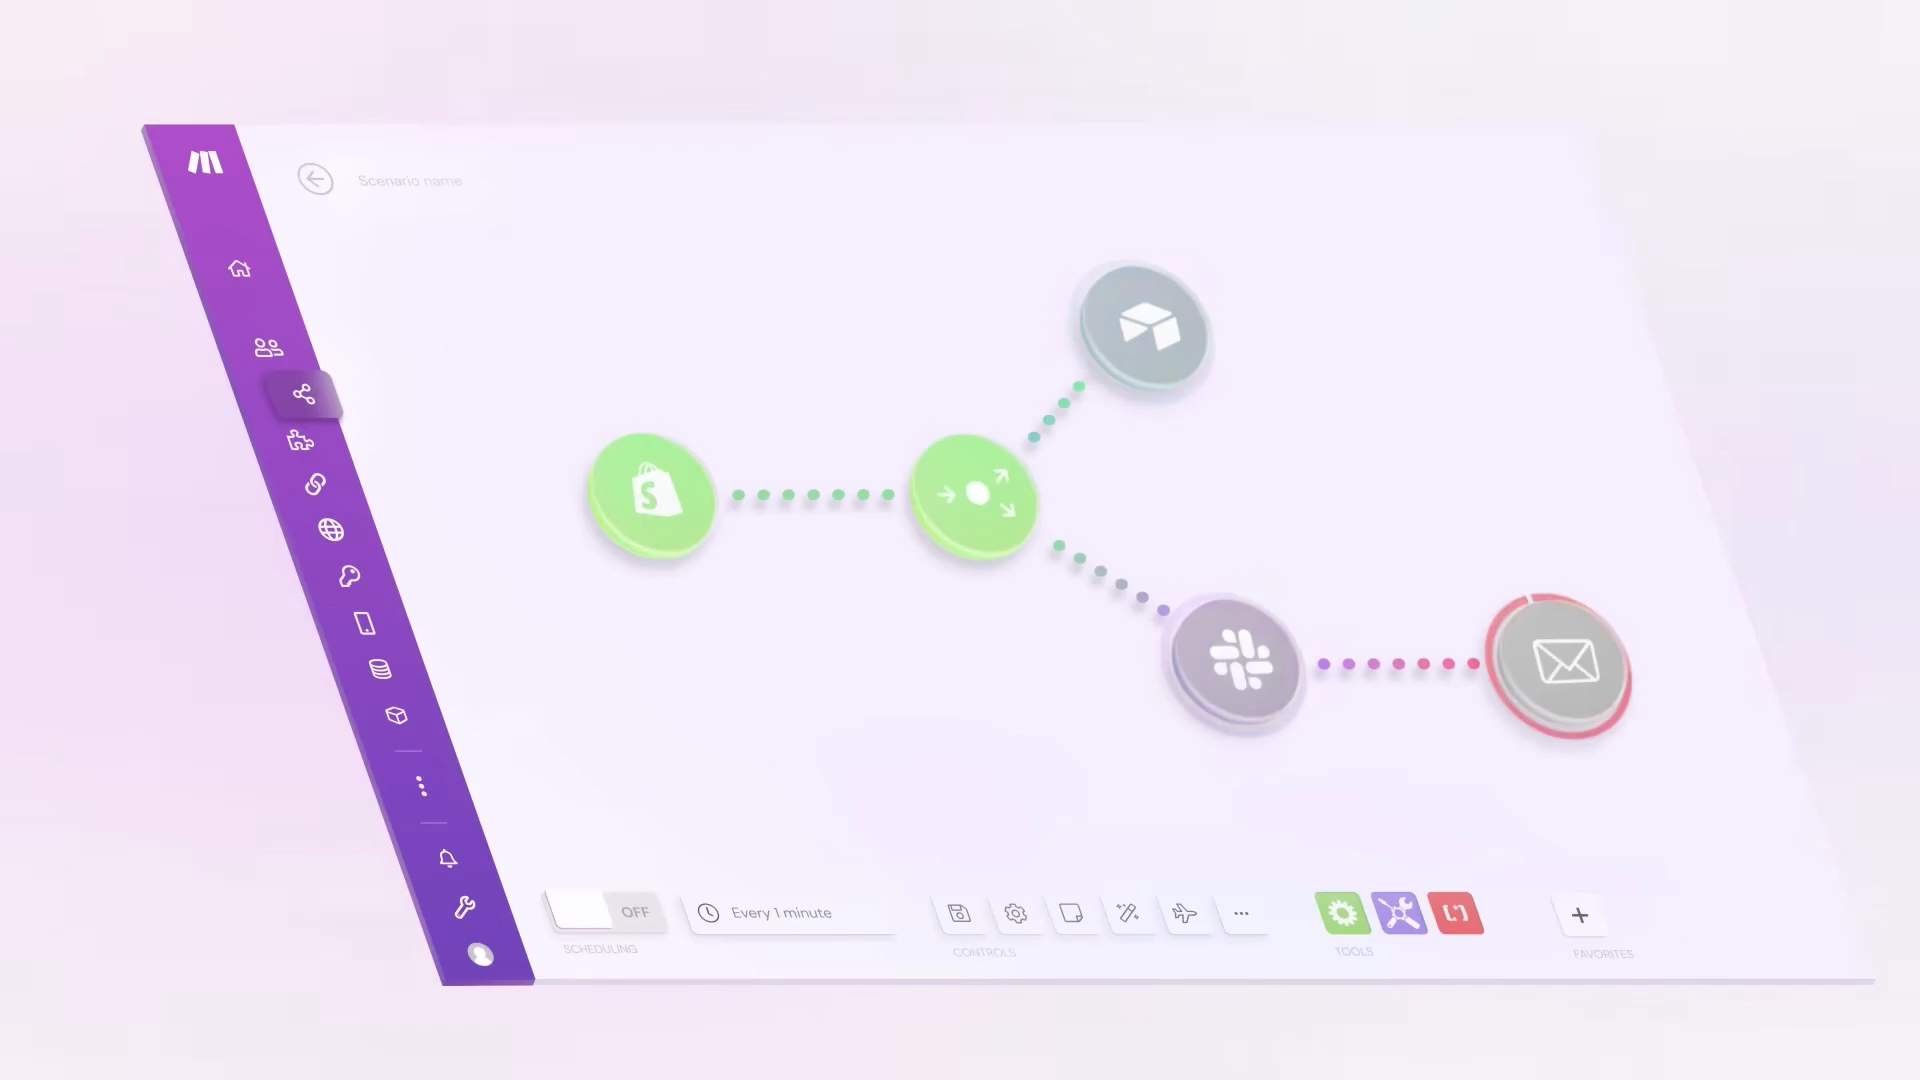 Scenario name
OFF
Every 1 minute
SCHEDULING
CONTROLS
TOOLS
FAVORITES